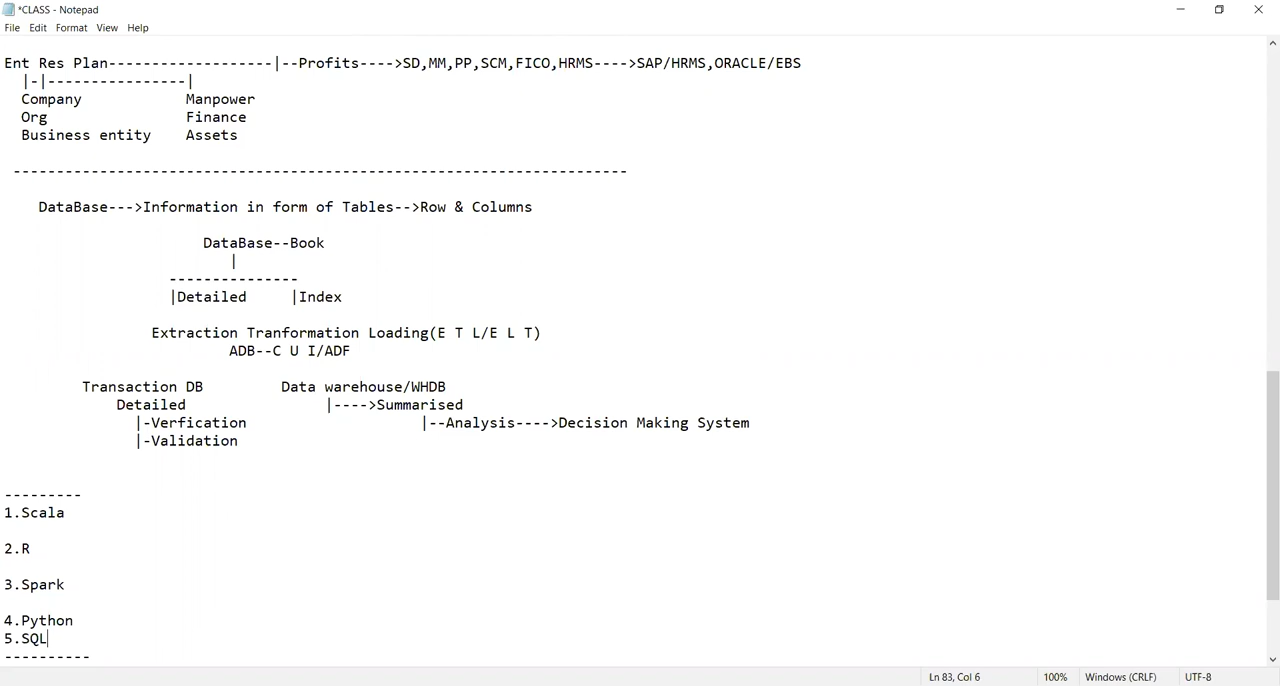 *CLASS - Notepad
File Edit Format View Help
Ent Res Plan-------------------|--Profits---->SD,MM,PP,SCM,FICO,HRMS---->SAP/HRMS,ORACLE/EBS
|-|----------------|
Company Manpower
Org Finance
Business entity Assets
-----------------------------------------------------------------------
DataBase--->Information in form of Tables-->Row & Columns
DataBase--Book
|
---------------
|Detailed |Index
Extraction Tranformation Loading(E T L/E L T)
ADB--C U I/ADF
Transaction DB Data warehouse/WHDB
Detailed |---->Summarised
|-Verfication |--Analysis---->Decision Making System
|-Validation
---------
1.Scala
2.R
3.Spark
4.Python
5.SQL
----------
Ln 83, Col 6 100% Windows (CRLF) UTF-8